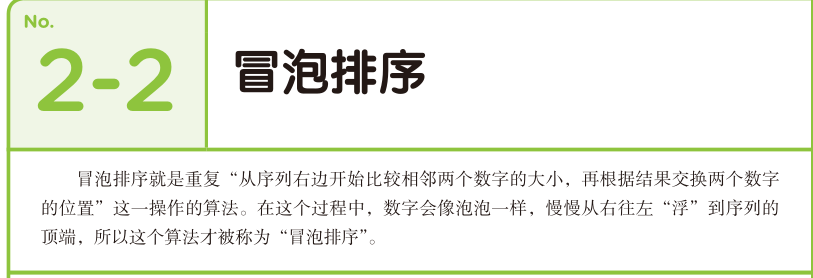 No.
2-2
冒泡排序
冒泡排序就是重复“从序列右边开始比较相邻两个数字的大小，再根据结果交换两个数字
的位置”这一操作的算法。在这个过程中，数字会像泡泡一样，慢慢从右往左“浮”到序列的
顶端，所以这个算法才被称为“冒泡排序”。